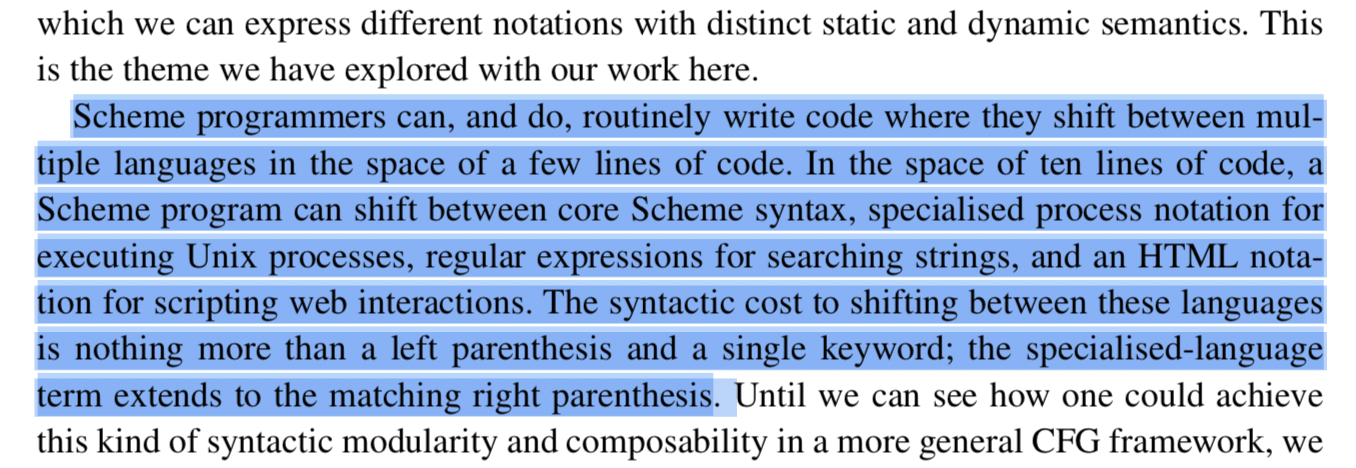 which we can express different notations with distinct static and dynamic semantics. This
is the theme we have explored with our work here.
Scheme programmers can, and do, routinely write code where they shift between mul-
tiple languages in the space of a few lines of code. In the space of ten lines of code, a
Scheme program can shift between core Scheme syntax, specialised process notation for
executing Unix processes, regular expressions for searching strings, and an HTML nota-
tion for scripting web interactions. The syntactic cost to shifting between these languages
is nothing more than a left parenthesis and a single keyword; the specialised-language
term extends to the matching right parenthesis. Until we can see how one could achieve
this kind of syntactic modularity and composability in a more general CFG framework, we